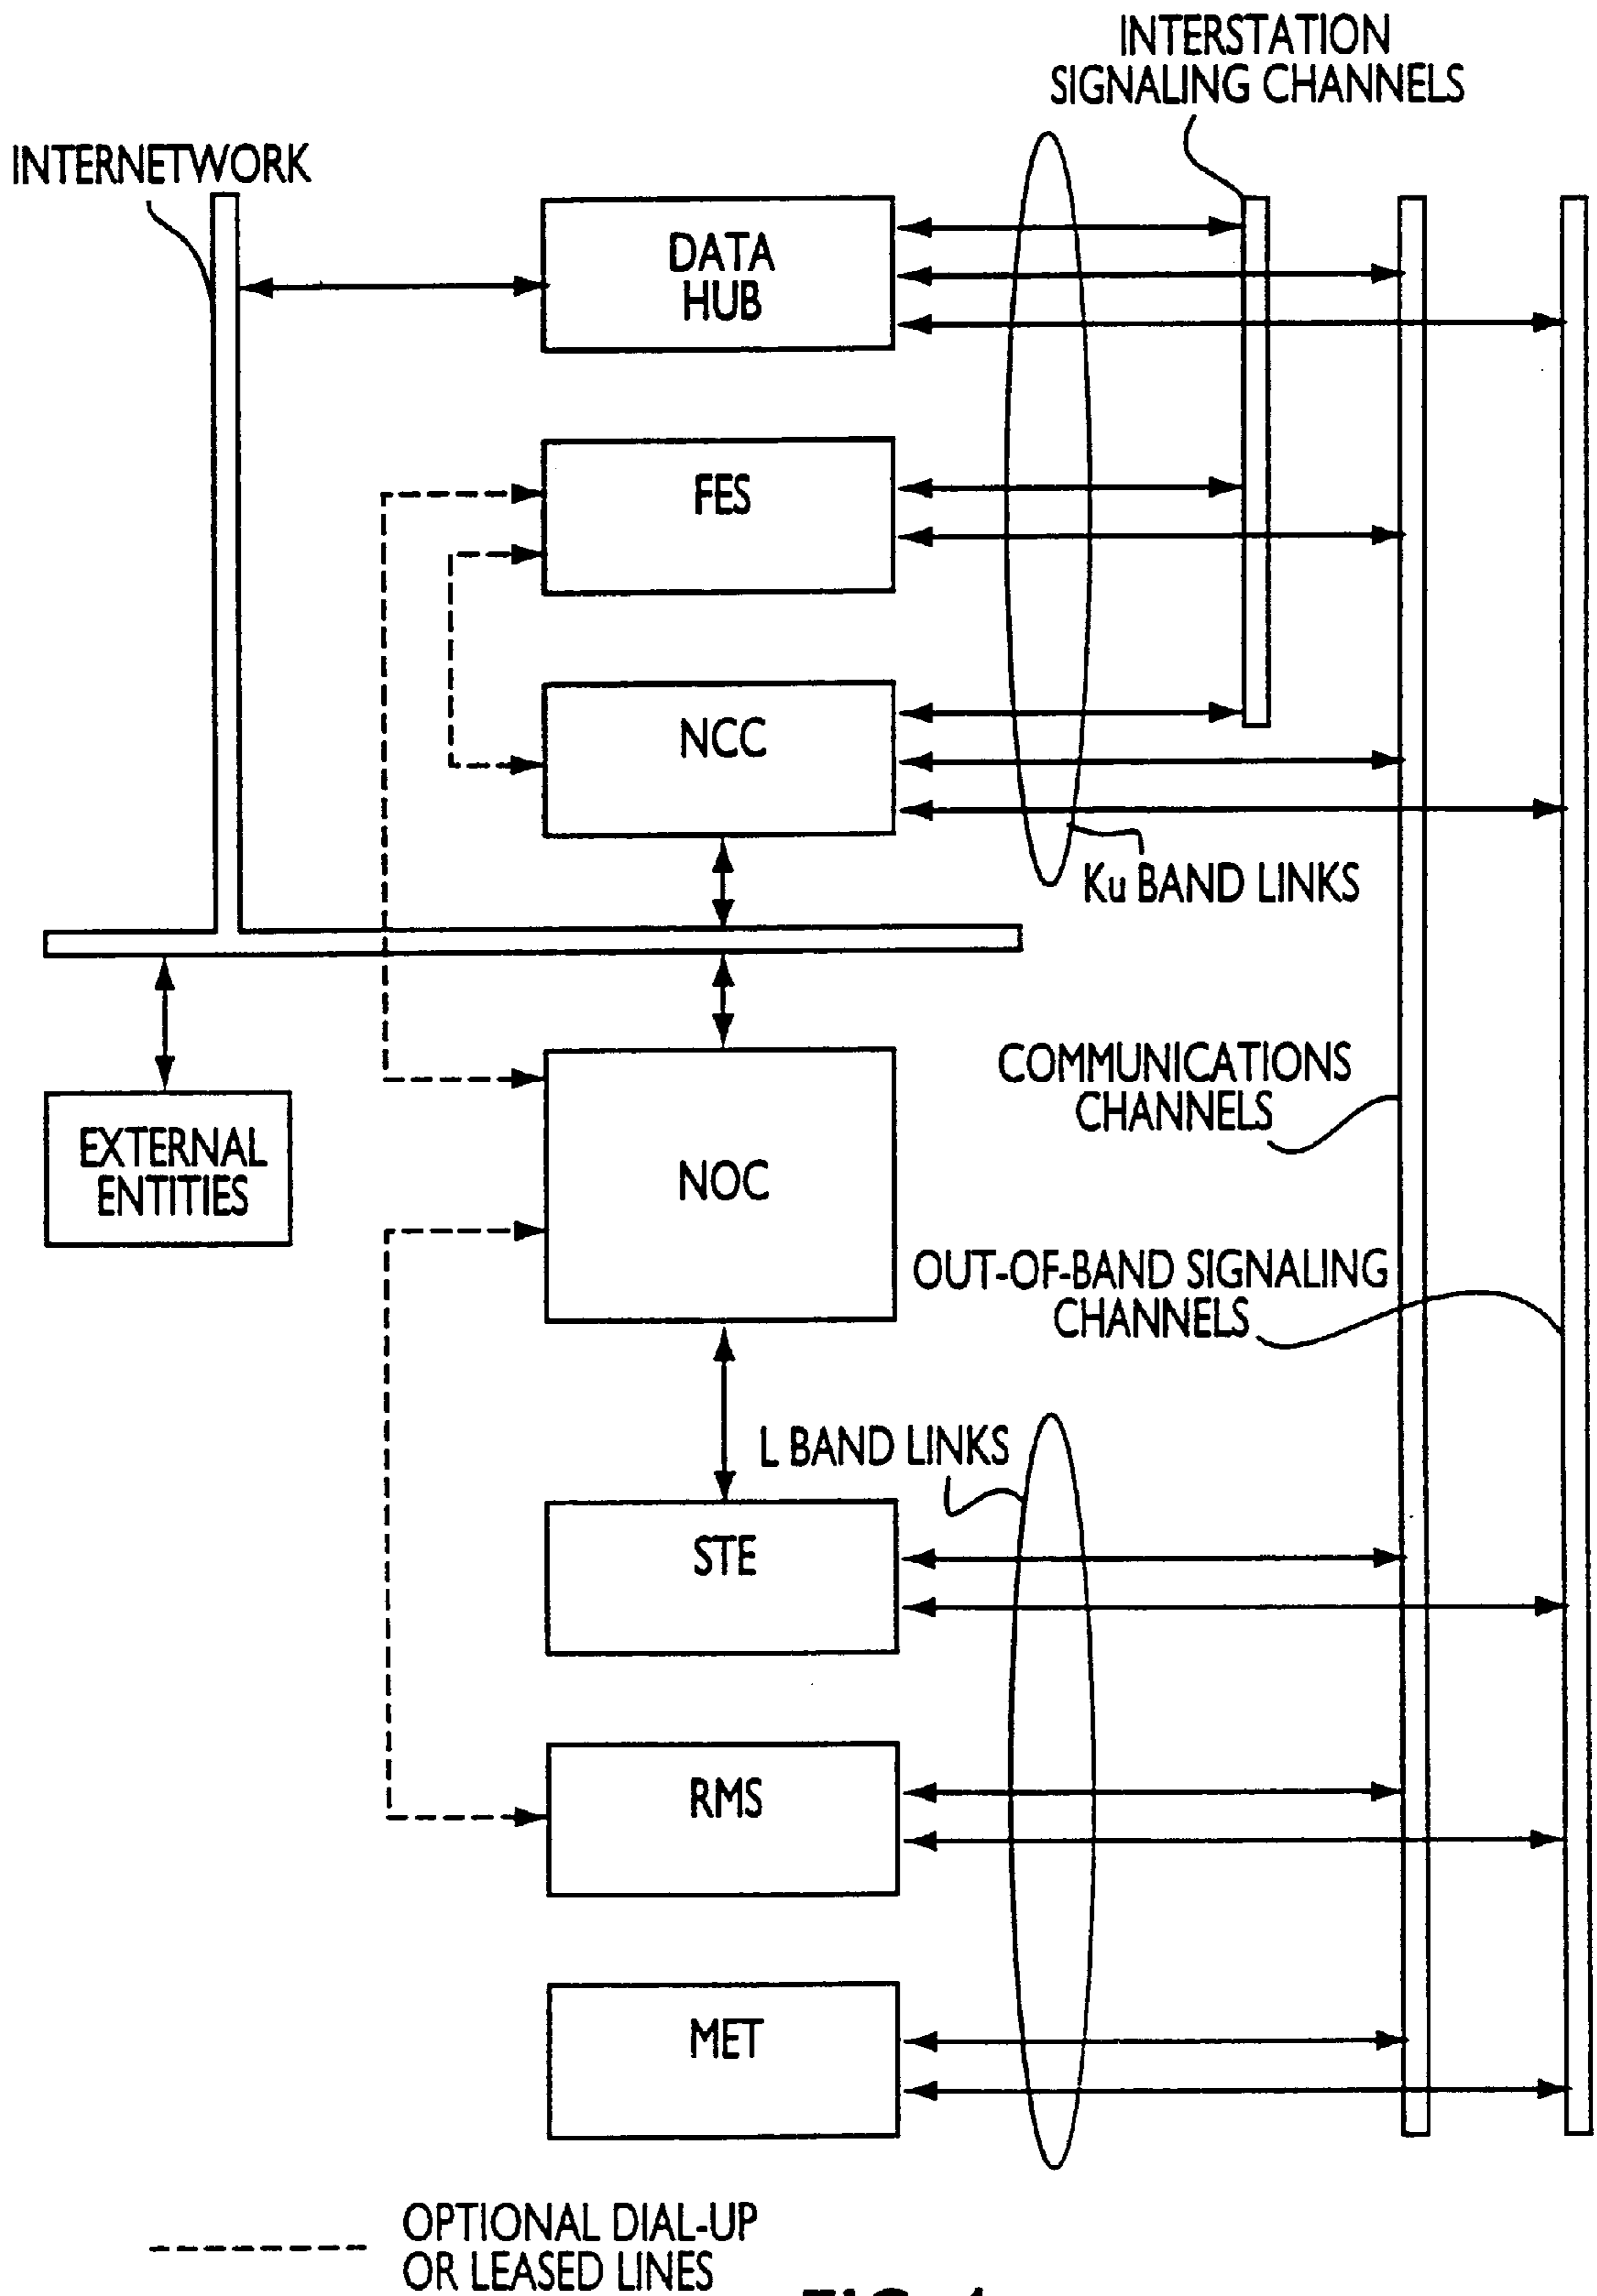 INTERSTATION
SIGNALING CHANNELS
INTERNETWORK
DATA
HUB
FES
NCC
Ku BAND LINKS
COMMUNICATIONS
CHANNELS
EXTERNAL
ENTITIES
NOC
OUT-OF-BAND SIGNALING
CHANNELS
L BAND LINKS
STE
RMS
MET
OPTIONAL DIAL-UP
OR LEASED LINES